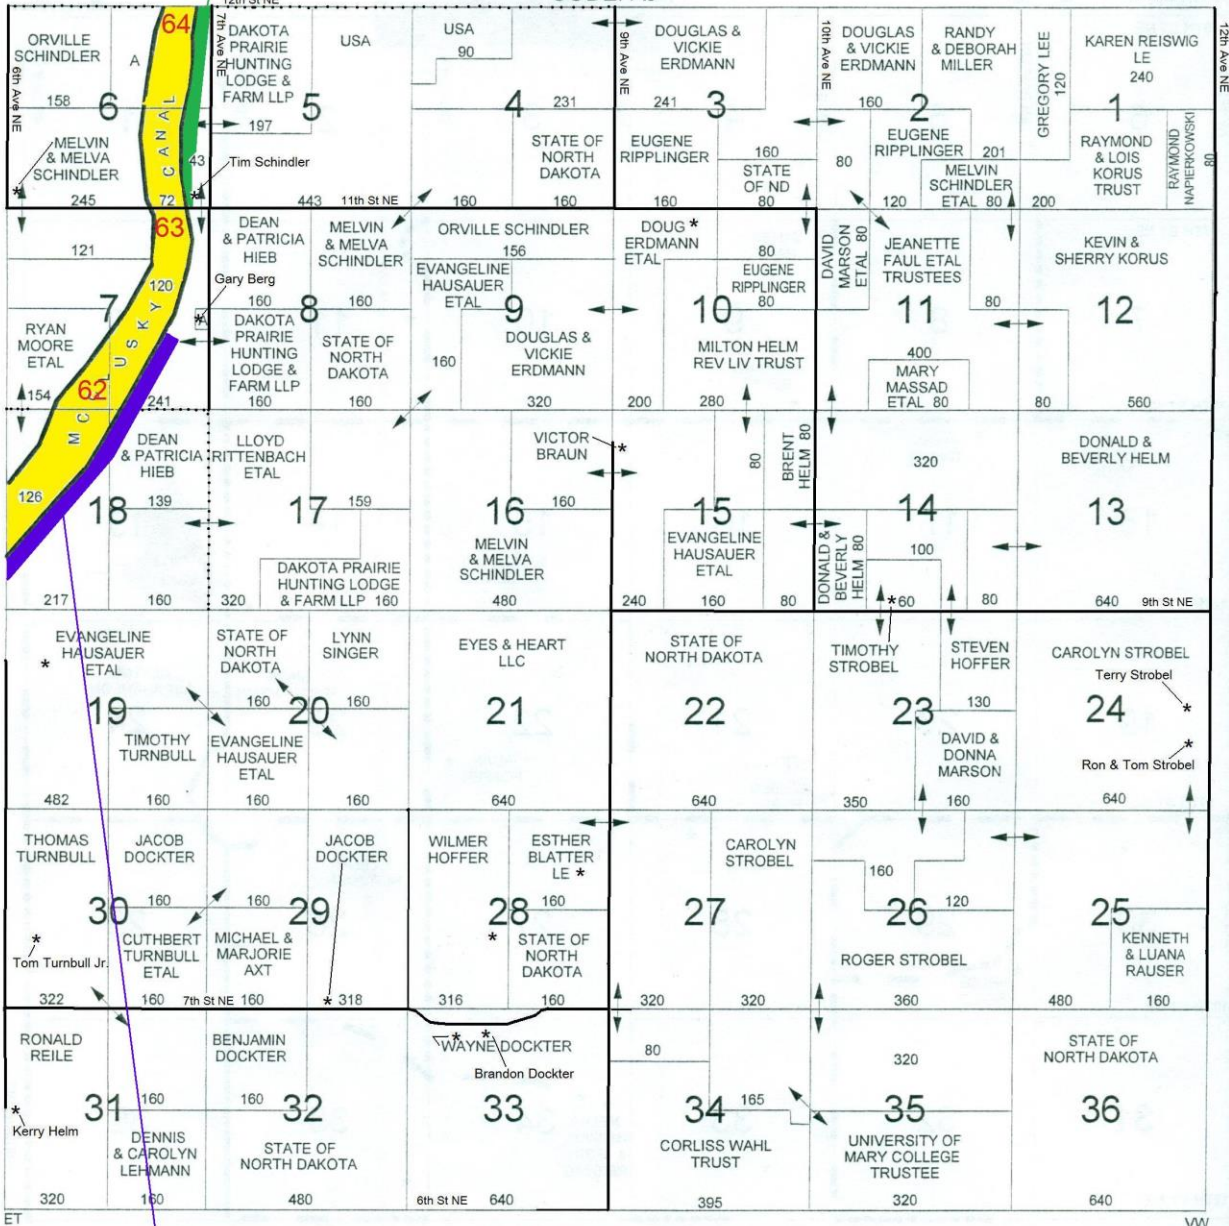 12th St NE
64
ORVILLE
SCHINDLER
A
158
6
6th Ave NE
7th Ave NE
MELVIN
& MELVA
SCHINDLER
245
CANAL
43
72
Tim Schindler
DAKOTA
PRAIRIE
HUNTING
LODGE &
FARM LLP
197
USA
5
443
11th St NE
USA
90
4
231
STATE OF
NORTH
DAKOTA
160
160
9th Ave NE
DOUGLAS &
VICKIE
ERDMANN
241
3
EUGENE
RIPPLINGER
160
160
STATE
OF ND
80
10th Ave NE
DOUGLAS
& VICKIE
ERDMANN
160
RANDY
& DEBORAH
MILLER
2
EUGENE
RIPPLINGER
80
201
MELVIN
SCHINDLER
ETAL 80
120
GREGORY LEE
120
KAREN REISWIG
LE
240
1
12th Ave NE
RAYMOND
& LOIS
KORUS
TRUST
RAYMOND
NAPIERKOWSKI
80
200
63
121
120
7
MC
USKY
RYAN
MOORE
ETAL
154
62
241
Gary Berg
A
DEAN
& PATRICIA
HIEB
160
DAKOTA
PRAIRIE
HUNTING
LODGE &
FARM LLP
160
MELVIN
& MELVA
SCHINDLER
160
8
STATE OF
NORTH
DAKOTA
160
ORVILLE SCHINDLER
156
EVANGELINE
HAUSAUER
ETAL
9
DOUGLAS &
VICKIE
ERDMANN
160
320
DOUG
ERDMANN
ETAL
80
EUGENE
RIPPLINGER
80
10
MILTON HELM
REV LIV TRUST
200
280
DAVID
MARSON
ETAL 80
JEANETTE
FAUL ETAL
TRUSTEES
11
80
400
MARY
MASSAD
ETAL 80
80
KEVIN &
SHERRY KORUS
12
560
126
DEAN
& PATRICIA
HIEB
18
139
217
160
LLOYD
RITTENBACH
ETAL
17
159
DAKOTA PRAIRIE
HUNTING LODGE
& FARM LLP 160
320
VICTOR
BRAUN
16
160
MELVIN
& MELVA
SCHINDLER
480
80
BRENT
HELM 80
15
EVANGELINE
HAUSAUER
ETAL
240
160
80
320
14
DONALD &
BEVERLY
HELM 80
100
60
80
DONALD &
BEVERLY HELM
13
640
9th St NE
EVANGELINE
HAUSAUER
ETAL
19
TIMOTHY
TURNBULL
482
160
STATE OF
NORTH
DAKOTA
160
LYNN
SINGER
20
160
EVANGELINE
HAUSAUER
ETAL
160
160
EYES & HEART
LLC
21
640
STATE OF
NORTH DAKOTA
22
640
TIMOTHY
STROBEL
STEVEN
HOFFER
23
130
DAVID &
DONNA
MARSON
350
160
CAROLYN STROBEL
Terry Strobel
24
Ron & Tom Strobel
640
THOMAS
TURNBULL
JACOB
DOCKTER
160
30
Tom Turnbull Jr.
CUTHBERT
TURNBULL
ETAL
322
160
7th St NE
JACOB
DOCKTER
160
29
MICHAEL &
MARJORIE
AXT
160
318
WILMER
HOFFER
ESTHER
BLATTER
LE
28
160
STATE OF
NORTH
DAKOTA
316
160
CAROLYN
STROBEL
27
320
320
160
26
120
ROGER STROBEL
360
25
KENNETH
& LUANA
RAUSER
480
160
RONALD
REILE
31
160
Kerry Helm
DENNIS
& CAROLYN
LEHMANN
320
160
BENJAMIN
DOCKTER
32
STATE OF
NORTH DAKOTA
480
6th St NE
WAYNE DOCKTER
Brandon Dockter
33
640
80
34
165
CORLISS WAHL
TRUST
395
320
35
UNIVERSITY OF
MARY COLLEGE
TRUSTEE
320
STATE OF
NORTH DAKOTA
36
640
ET
VW